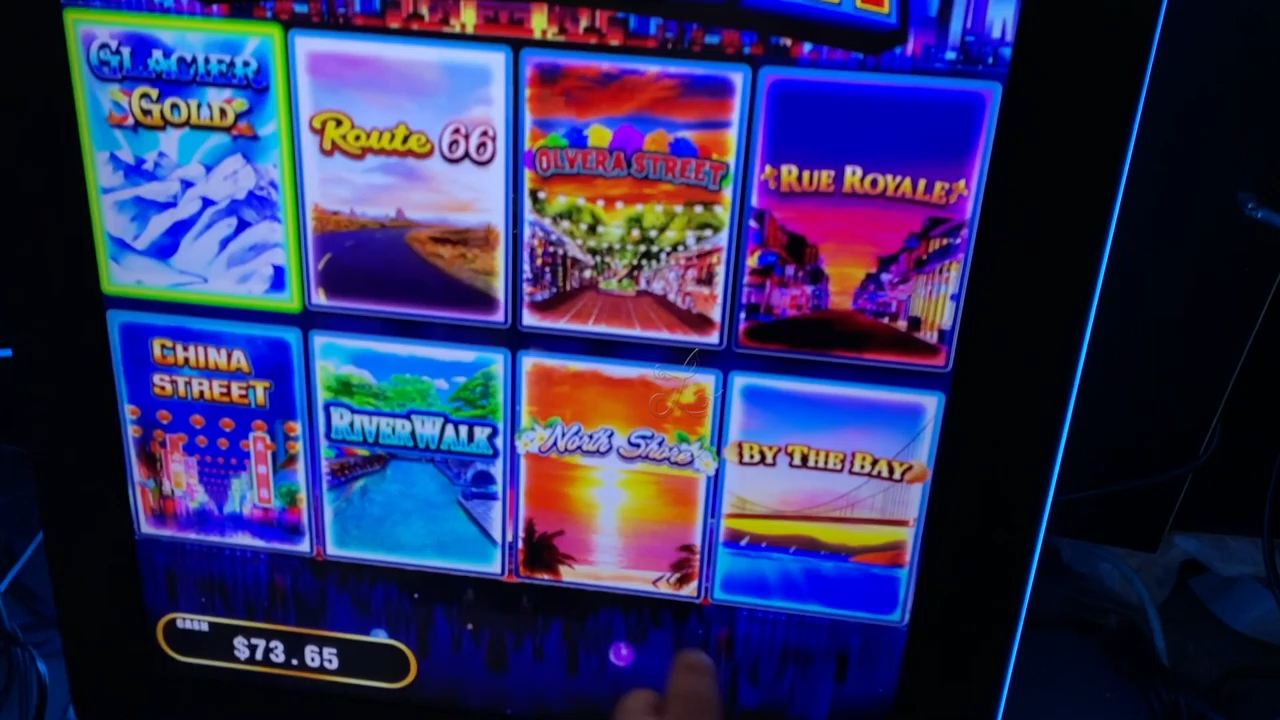 GLACIER
GOLD
Route 66
OLVERA STREET
RUE ROYALE
CHINA
STREET
RIVERWALK
North Shore
BY THE BAY
CASH
$73.65